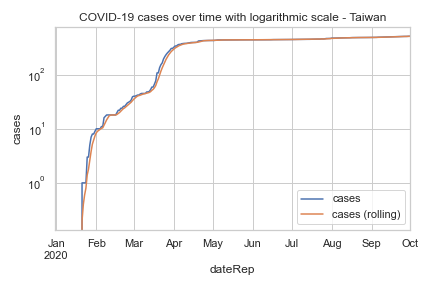 COVID-19 cases over time with logarithmic scale - Taiwan
cases
10²
10¹
10⁰
cases
cases (rolling)
Jan Feb Mar Apr May Jun Jul Aug Sep Oct
2020
dateRep